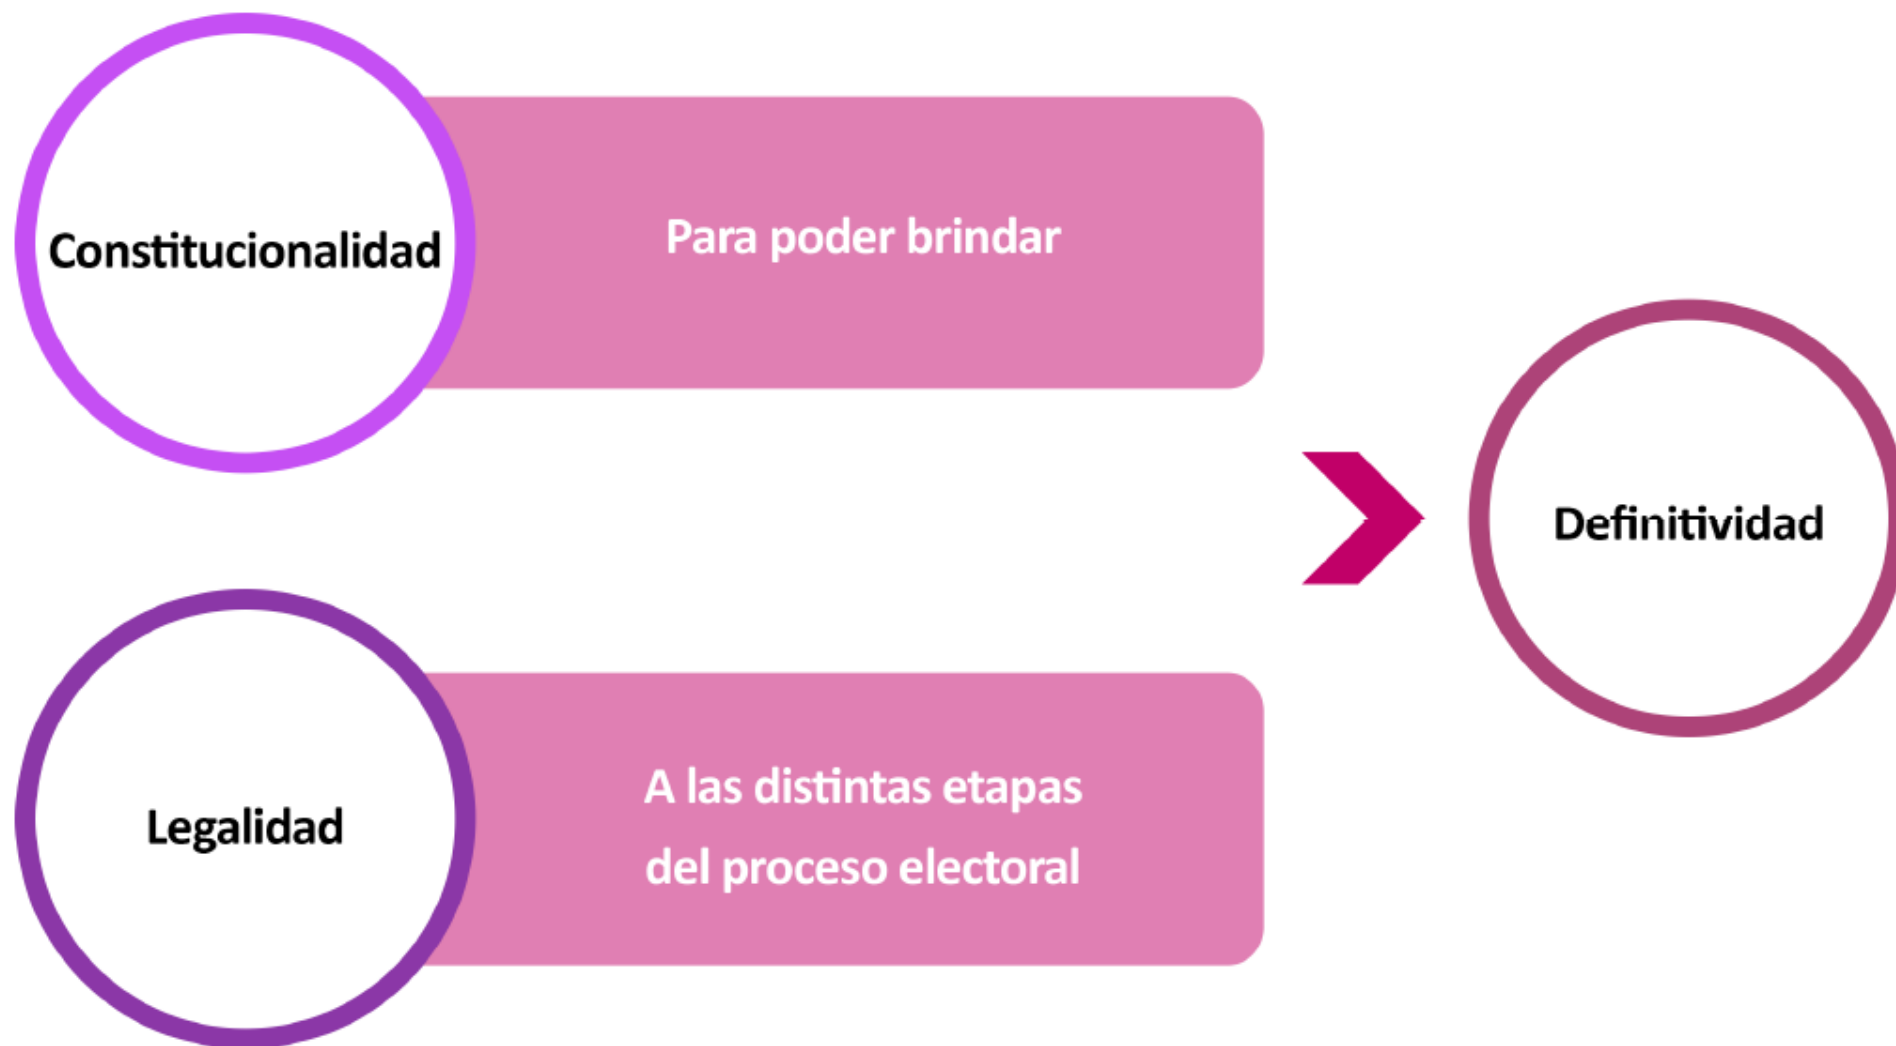 Constitucionalidad
Para poder brindar
Legalidad
A las distintas etapas
del proceso electoral
Definitividad